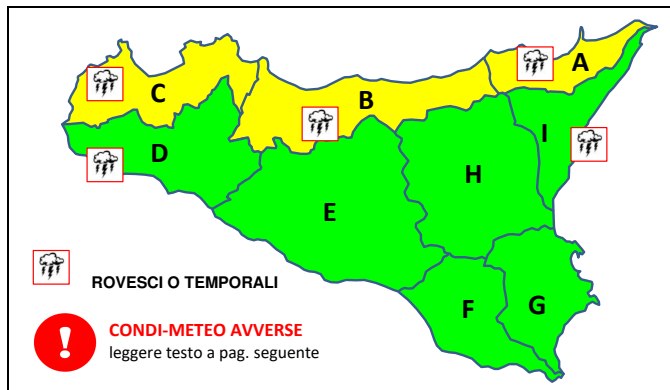 A
C
B
I
D
H
E
ROVESCI O TEMPORALI
F
G
! CONDI-METEO AVVERSE
leggere testo a pag. seguente